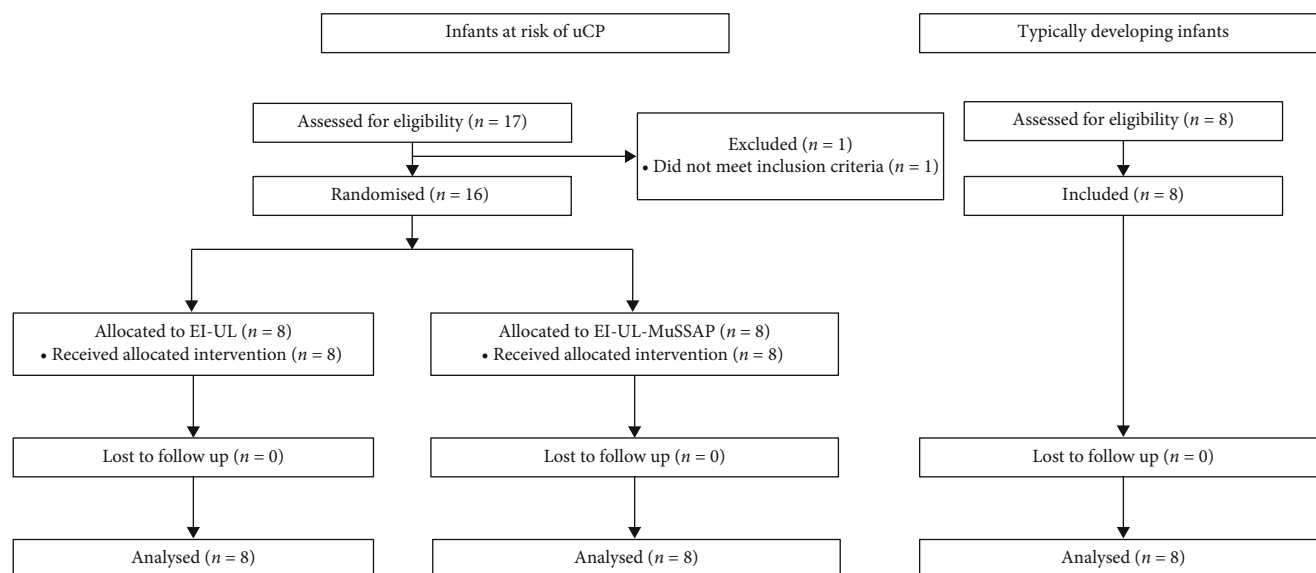 Infants at risk of uCP
Typically developing infants
Assessed for eligibility (n = 17)
Excluded (n = 1)
• Did not meet inclusion criteria (n = 1)
Assessed for eligibility (n = 8)
Randomised (n = 16)
Included (n = 8)
Allocated to EI-UL (n = 8)
• Received allocated intervention (n = 8)
Allocated to EI-UL-MuSSAP (n = 8)
• Received allocated intervention (n = 8)
Lost to follow up (n = 0)
Lost to follow up (n = 0)
Lost to follow up (n = 0)
Analysed (n = 8)
Analysed (n = 8)
Analysed (n = 8)